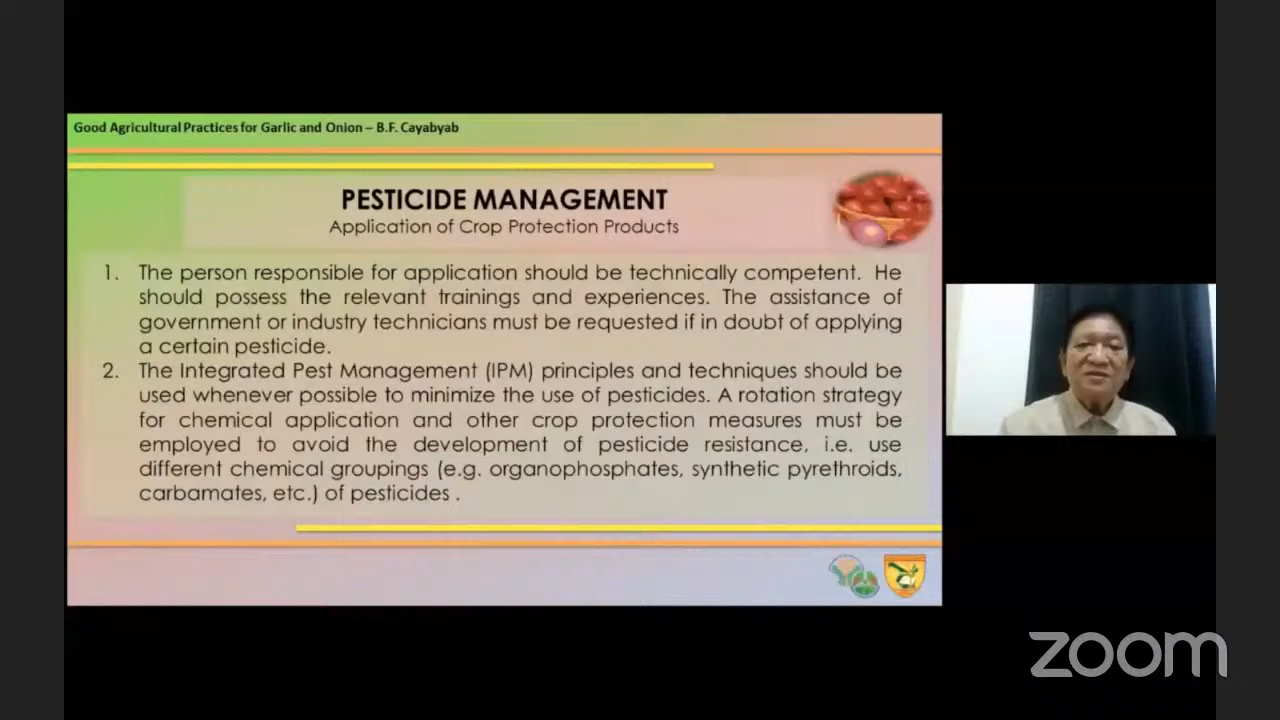 Good Agricultural Practices for Garlic and Onion – B.F. Cayabyab
PESTICIDE MANAGEMENT
Application of Crop Protection Products
1. The person responsible for application should be technically competent. He
should possess the relevant trainings and experiences. The assistance of
government or industry technicians must be requested if in doubt of applying
a certain pesticide.
2. The Integrated Pest Management (IPM) principles and techniques should be
used whenever possible to minimize the use of pesticides. A rotation strategy
for chemical application and other crop protection measures must be
employed to avoid the development of pesticide resistance, i.e. use
different chemical groupings (e.g. organophosphates, synthetic pyrethroids,
carbamates, etc.) of pesticides .
zoom